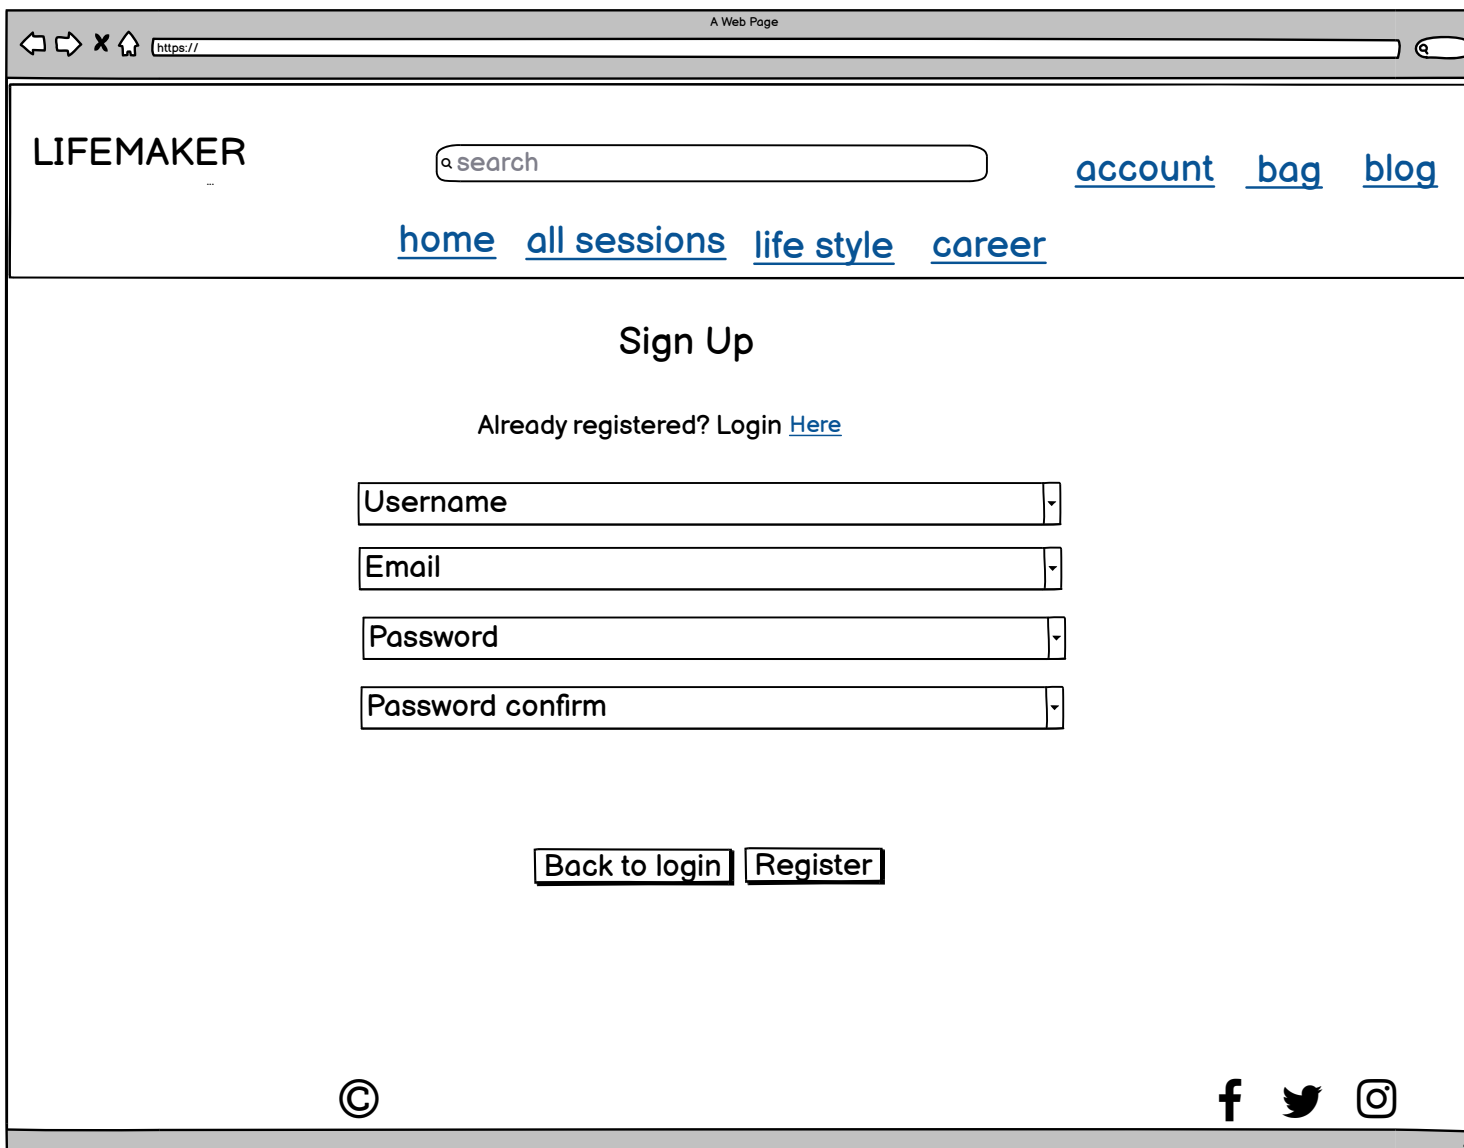 A Web Page
https://
LIFEMAKER
search
account bag blog
...
home all sessions life style career
Sign Up
Already registered? Login Here
Username
Email
Password
Password confirm
Back to login Register
©